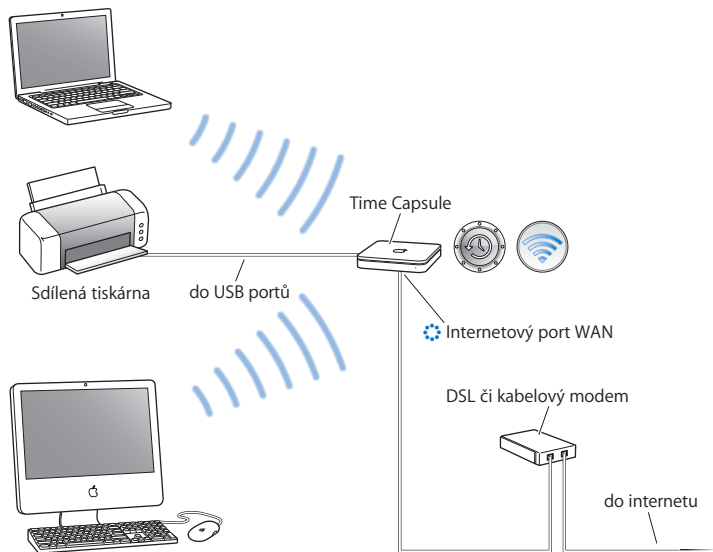 Time Capsule
Sdílená tiskárna
do USB portů
Internetový port WAN
DSL či kabelový modem
do internetu